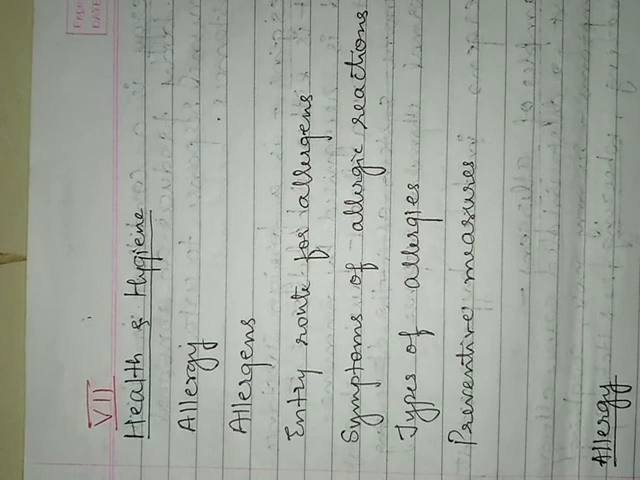 VII
Health & Hygiene
Allergy
Allergens
Entry route for allergens
Symptoms of allergic reactions
Types of allergies
Preventive measures
Allergy